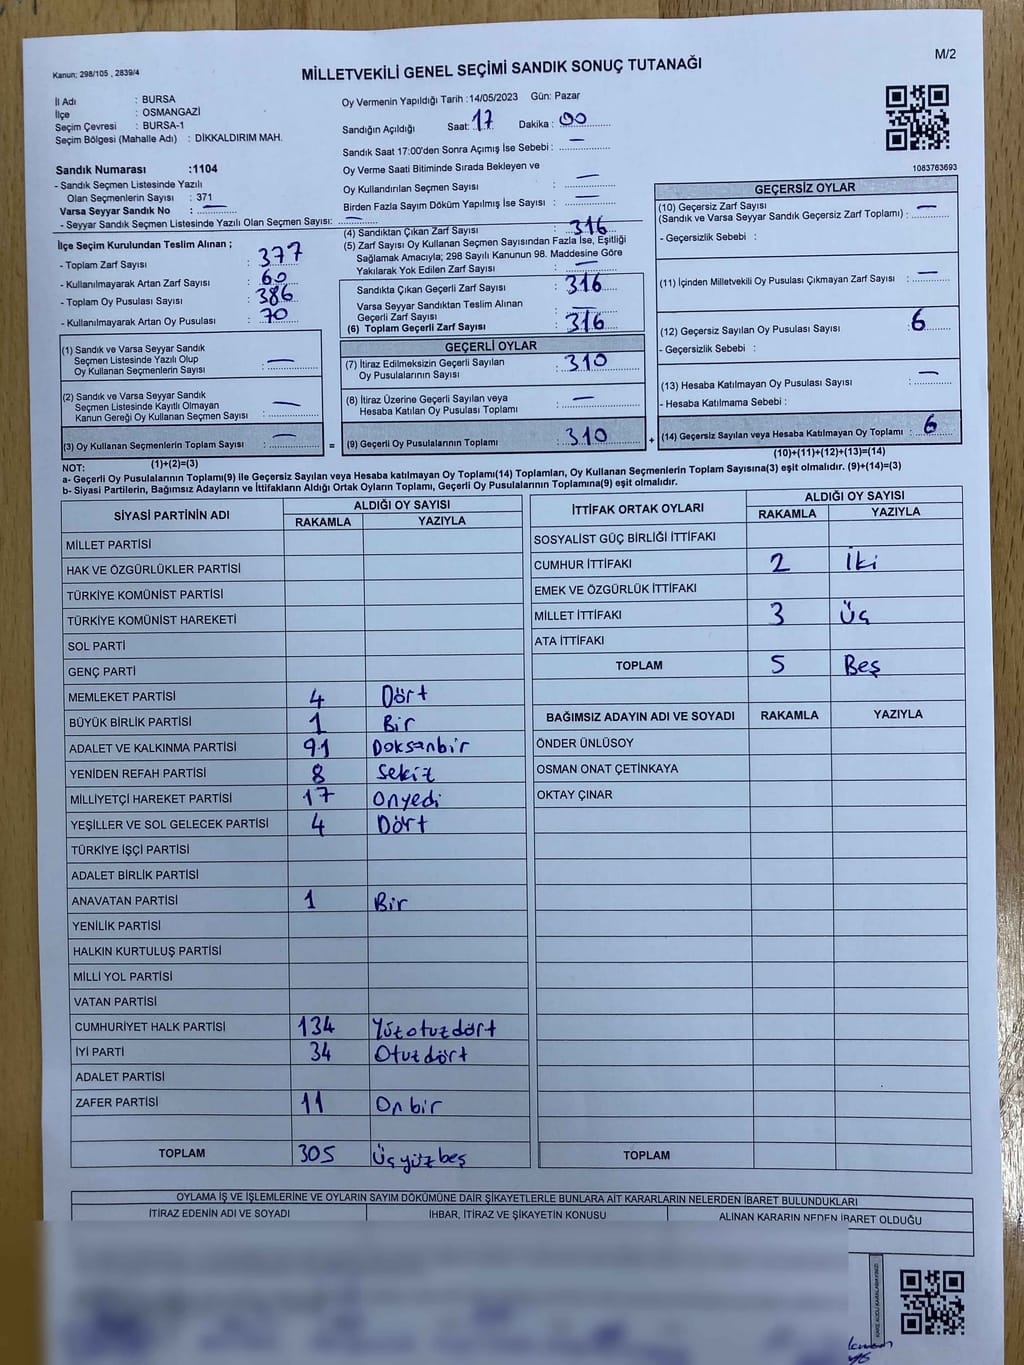 Kanun; 298/105 , 2839/4
M/2
MİLLETVEKİLİ GENEL SEÇİMİ SANDIK SONUÇ TUTANAĞI
İl Adı : BURSA
İlçe : OSMANGAZİ
Seçim Çevresi : BURSA-1
Seçim Bölgesi (Mahalle Adı) : DİKKALDIRIM MAH.
Sandık Numarası :1104
- Sandık Seçmen Listesinde Yazılı
Olan Seçmenlerin Sayısı : 371
Varsa Seyyar Sandık No : —
- Seyyar Sandık Seçmen Listesinde Yazılı Olan Seçmen Sayısı: —
İlçe Seçim Kurulundan Teslim Alınan ;
- Toplam Zarf Sayısı : 377
- Kullanılmayarak Artan Zarf Sayısı : 60
- Toplam Oy Pusulası Sayısı : 386
- Kullanılmayarak Artan Oy Pusulası : 70
(1) Sandık ve Varsa Seyyar Sandık
Seçmen Listesinde Yazılı Olup
Oy Kullanan Seçmenlerin Sayısı : —
(2) Sandık ve Varsa Seyyar Sandık
Seçmen Listesinde Kayıtlı Olmayan
Kanun Gereği Oy Kullanan Seçmen Sayısı : —
(3) Oy Kullanan Seçmenlerin Toplam Sayısı : —
(1)+(2)=(3)
Oy Vermenin Yapıldığı Tarih :14/05/2023 Gün: Pazar
Sandığın Açıldığı Saat: 17 Dakika : 00
Sandık Saat 17:00'den Sonra Açımış İse Sebebi : —
Oy Verme Saati Bitiminde Sırada Bekleyen ve
Oy Kullandırılan Seçmen Sayısı : —
Birden Fazla Sayım Döküm Yapılmış İse Sayısı : —
(4) Sandıktan Çıkan Zarf Sayısı : 316
(5) Zarf Sayısı Oy Kullanan Seçmen Sayısından Fazla İse, Eşitliği
Sağlamak Amacıyla; 298 Sayılı Kanunun 98. Maddesine Göre
Yakılarak Yok Edilen Zarf Sayısı : —
Sandıkta Çıkan Geçerli Zarf Sayısı : 316
Varsa Seyyar Sandıktan Teslim Alınan
Geçerli Zarf Sayısı : —
(6) Toplam Geçerli Zarf Sayısı : 316
GEÇERLİ OYLAR
(7) İtiraz Edilmeksizin Geçerli Sayılan
Oy Pusulalarının Sayısı : 310
(8) İtiraz Üzerine Geçerli Sayılan veya
Hesaba Katılan Oy Pusulası Toplamı : —
= (9) Geçerli Oy Pusulalarının Toplamı : 310 +
1083763693
GEÇERSİZ OYLAR
(10) Geçersiz Zarf Sayısı
(Sandık ve Varsa Seyyar Sandık Geçersiz Zarf Toplamı) : —
- Geçersizlik Sebebi :
(11) İçinden Milletvekili Oy Pusulası Çıkmayan Zarf Sayısı : —
(12) Geçersiz Sayılan Oy Pusulası Sayısı : 6
- Geçersizlik Sebebi :
(13) Hesaba Katılmayan Oy Pusulası Sayısı : —
- Hesaba Katılmama Sebebi :
(14) Geçersiz Sayılan veya Hesaba Katılmayan Oy Toplamı : 6
(10)+(11)+(12)+(13)=(14)
NOT:
a- Geçerli Oy Pusulalarının Toplamı(9) ile Geçersiz Sayılan veya Hesaba katılmayan Oy Toplamı(14) Toplamları, Oy Kullanan Seçmenlerin Toplam Sayısına(3) eşit olmalıdır. (9)+(14)=(3)
b- Siyasi Partilerin, Bağımsız Adayların ve İttifakların Aldığı Ortak Oyların Toplamı, Geçerli Oy Pusulalarının Toplamına(9) eşit olmalıdır.
SİYASİ PARTİNİN ADI ALDIĞI OY SAYISI
RAKAMLA YAZIYLA
MİLLET PARTİSİ
HAK VE ÖZGÜRLÜKLER PARTİSİ
TÜRKİYE KOMÜNİST PARTİSİ
TÜRKİYE KOMÜNİST HAREKETİ
SOL PARTİ
GENÇ PARTİ
MEMLEKET PARTİSİ 4 Dört
BÜYÜK BİRLİK PARTİSİ 1 Bir
ADALET VE KALKINMA PARTİSİ 91 Doksanbir
YENİDEN REFAH PARTİSİ 8 Sekiz
MİLLİYETÇİ HAREKET PARTİSİ 17 Onyedi
YEŞİLLER VE SOL GELECEK PARTİSİ 4 Dört
TÜRKİYE İŞÇİ PARTİSİ
ADALET BİRLİK PARTİSİ
ANAVATAN PARTİSİ 1 Bir
YENİLİK PARTİSİ
HALKIN KURTULUŞ PARTİSİ
MİLLİ YOL PARTİSİ
VATAN PARTİSİ
CUMHURİYET HALK PARTİSİ 134 Yüzotuzdört
İYİ PARTİ 34 Otuzdört
ADALET PARTİSİ
ZAFER PARTİSİ 11 Onbir
TOPLAM 305 Üçyüzbeş
İTTİFAK ORTAK OYLARI ALDIĞI OY SAYISI
RAKAMLA YAZIYLA
SOSYALİST GÜÇ BİRLİĞİ İTTİFAKI
CUMHUR İTTİFAKI 2 İki
EMEK VE ÖZGÜRLÜK İTTİFAKI
MİLLET İTTİFAKI 3 Üç
ATA İTTİFAKI
TOPLAM 5 Beş
BAĞIMSIZ ADAYIN ADI VE SOYADI RAKAMLA YAZIYLA
ÖNDER ÜNLÜSOY
OSMAN ONAT ÇETİNKAYA
OKTAY ÇINAR
TOPLAM
OYLAMA İŞ VE İŞLEMLERİNE VE OYLARIN SAYIM DÖKÜMÜNE DAİR ŞİKAYETLERLE BUNLARA AİT KARARLARIN NELERDEN İBARET BULUNDUKLARI
İTİRAZ EDENİN ADI VE SOYADI İHBAR, İTİRAZ VE ŞİKAYETİN KONUSU ALINAN KARARIN NEDEN İBARET OLDUĞU